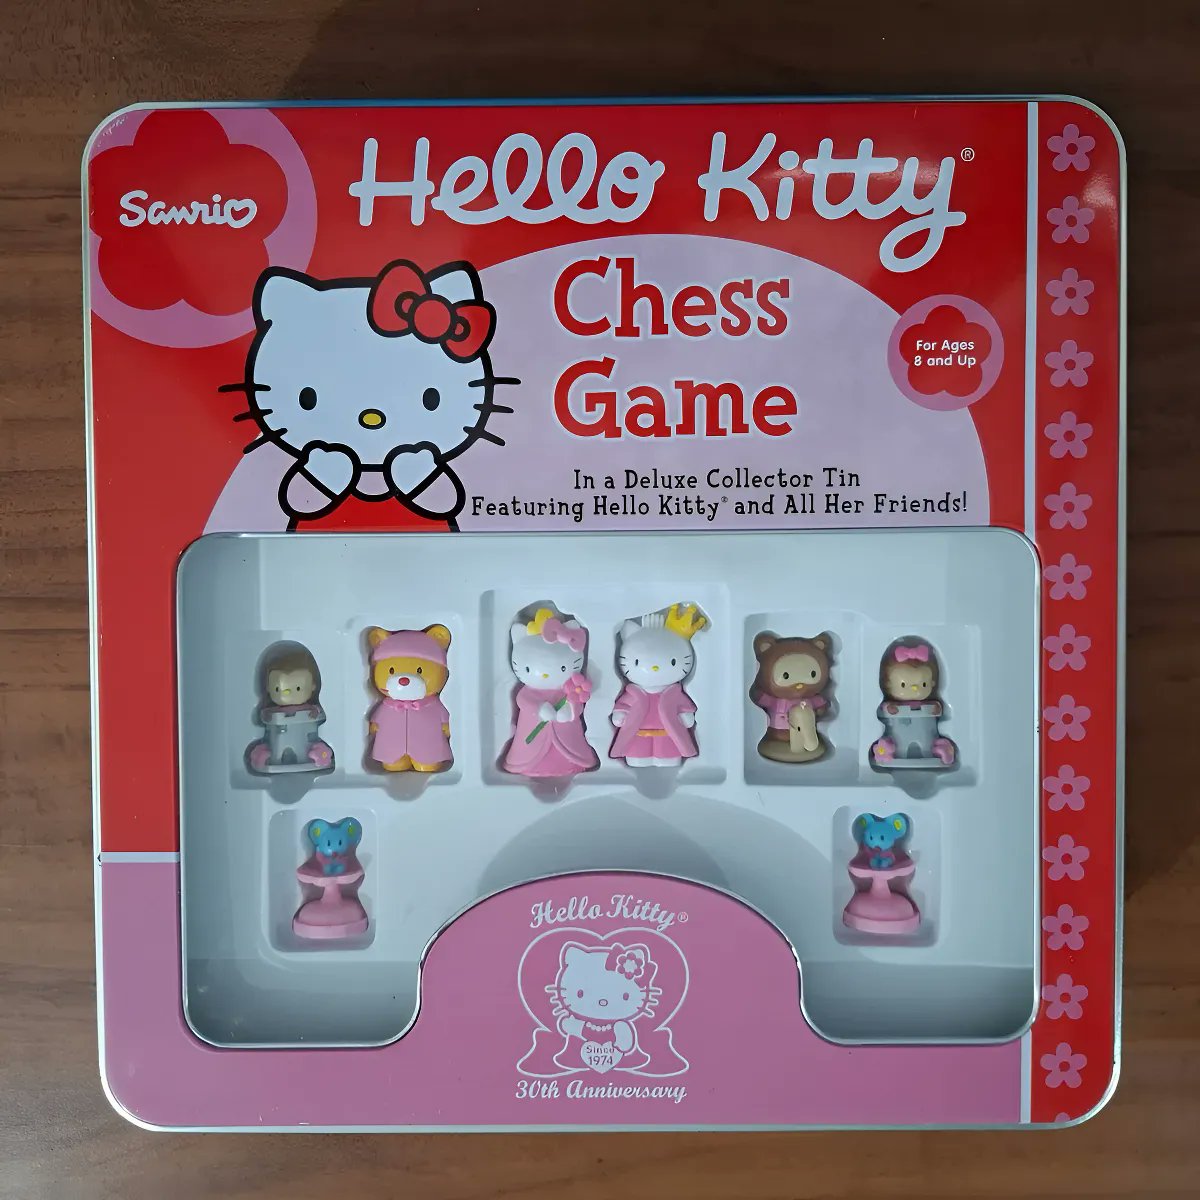 Sanrio
Hello Kitty®
Chess
Game
For Ages
8 and Up
In a Deluxe Collector Tin
Featuring Hello Kitty® and All Her Friends!
Hello Kitty®
Since
1974
30th Anniversary